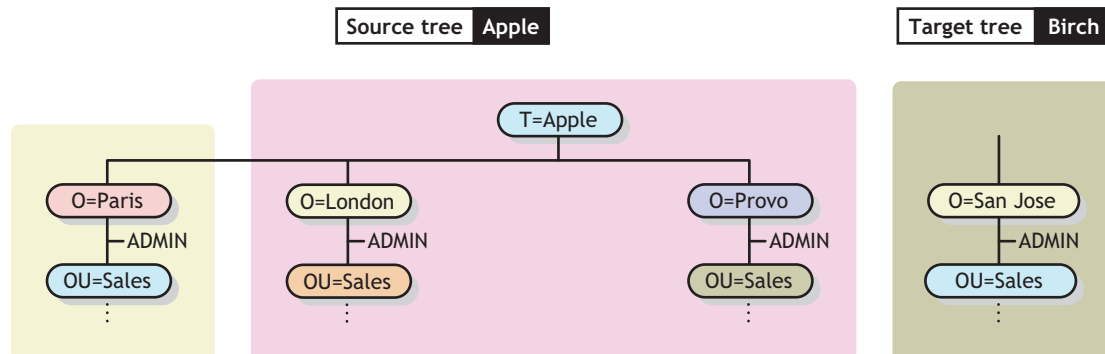 Source tree Apple
Target tree Birch
T=Apple
O=Paris
O=London
O=Provo
O=San Jose
ADMIN
ADMIN
ADMIN
ADMIN
OU=Sales
OU=Sales
OU=Sales
OU=Sales